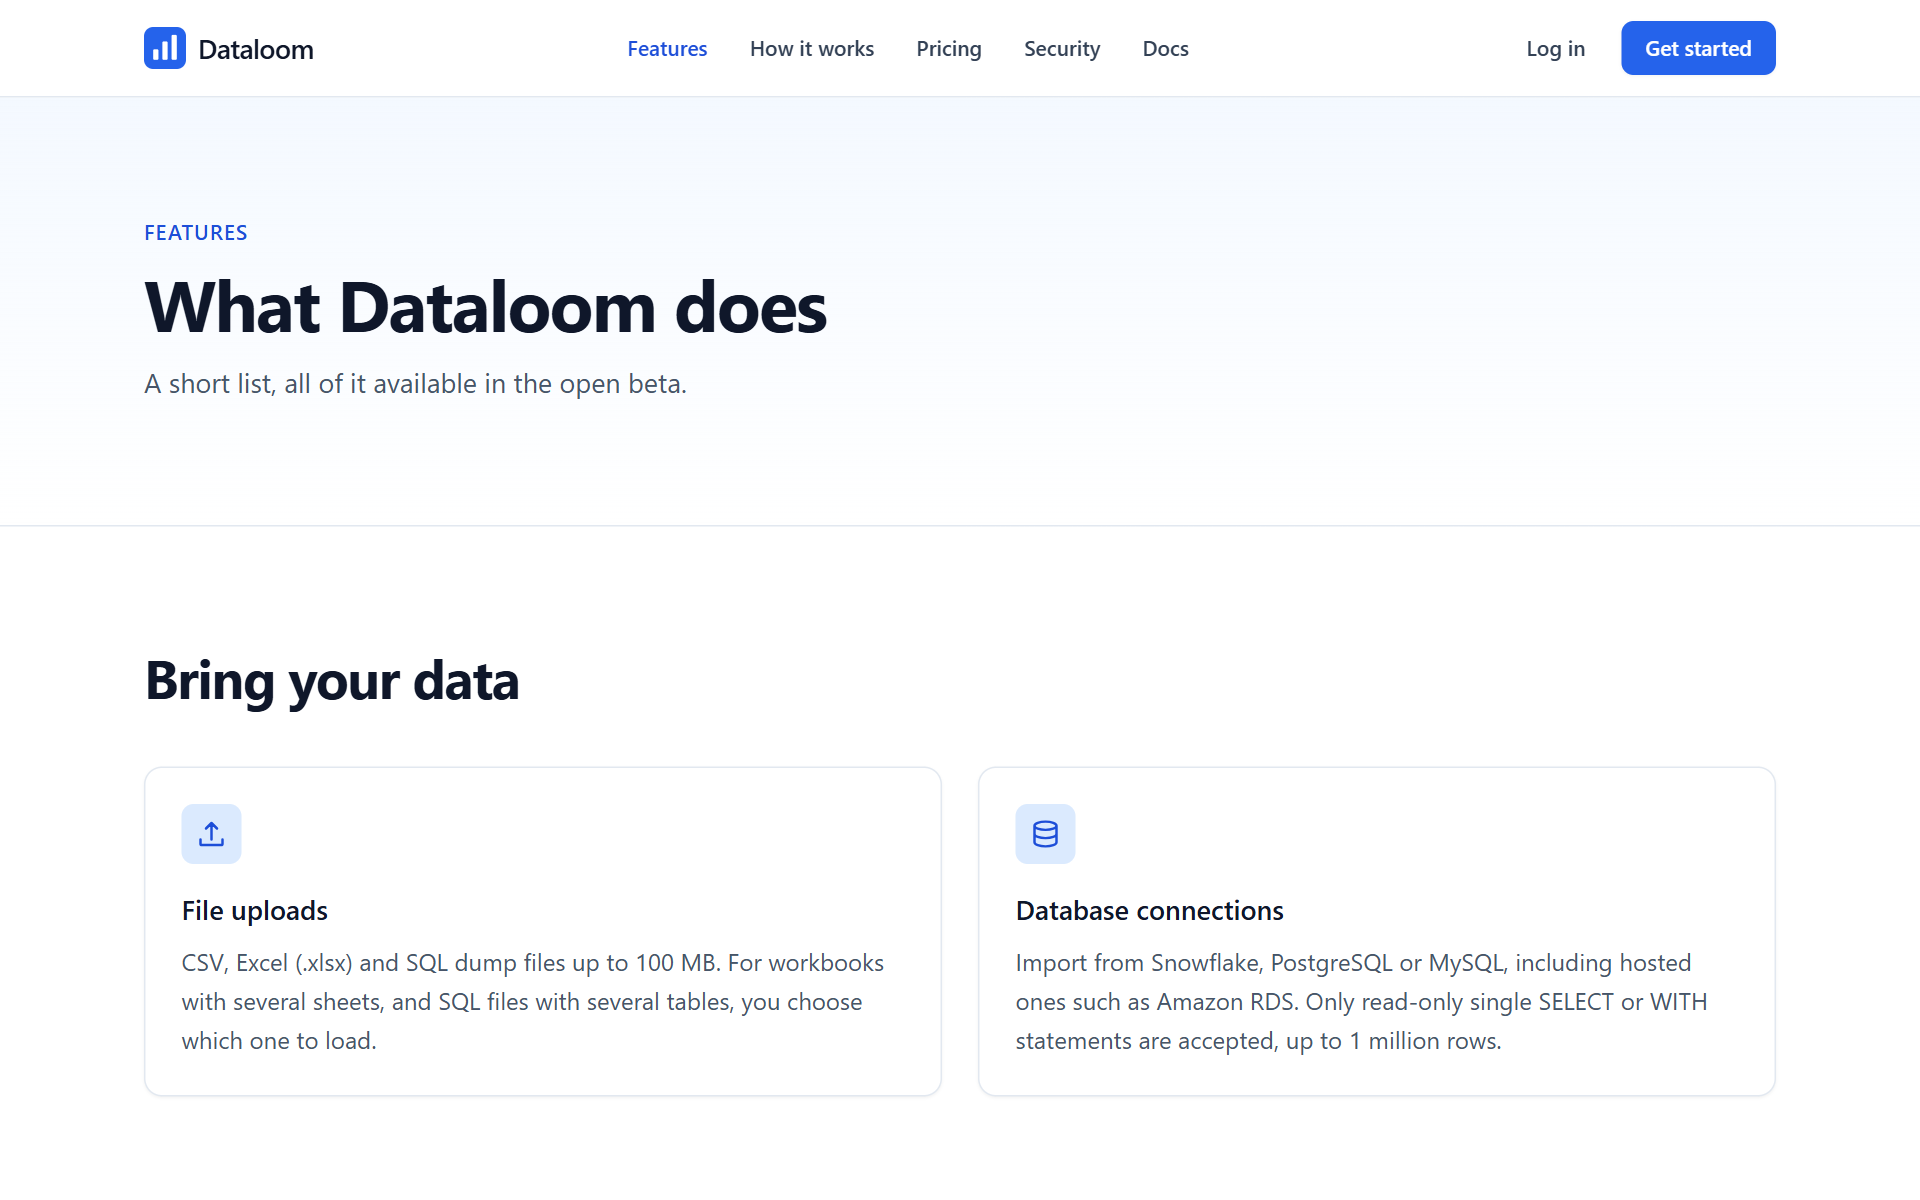 Dataloom
Features
How it works
Pricing
Security
Docs
Log in
Get started
FEATURES
What Dataloom does
A short list, all of it available in the open beta.
Bring your data
File uploads
CSV, Excel (.xlsx) and SQL dump files up to 100 MB. For workbooks
with several sheets, and SQL files with several tables, you choose
which one to load.
Database connections
Import from Snowflake, PostgreSQL or MySQL, including hosted
ones such as Amazon RDS. Only read-only single SELECT or WITH
statements are accepted, up to 1 million rows.